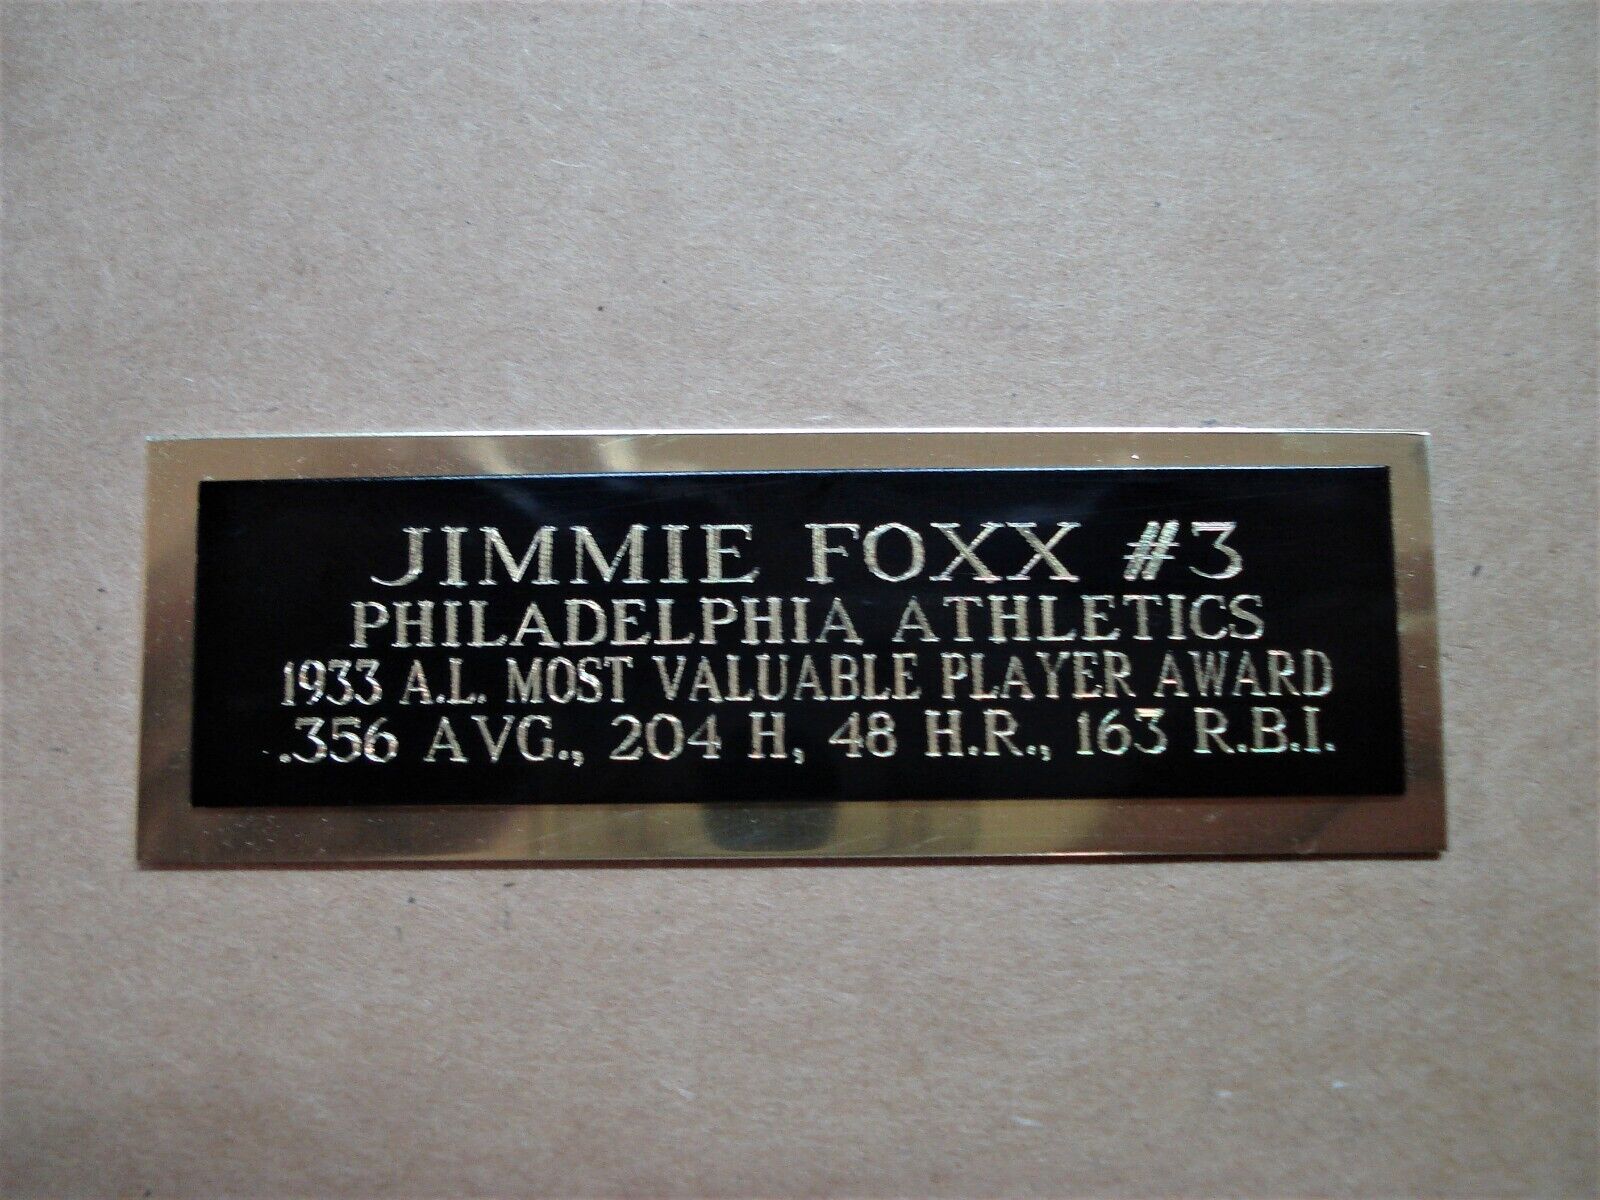 JIMMIE FOXX #3
PHILADELPHIA ATHLETICS
1933 A.L. MOST VALUABLE PLAYER AWARD
.356 AVG., 204 H, 48 H.R., 163 R.B.I.